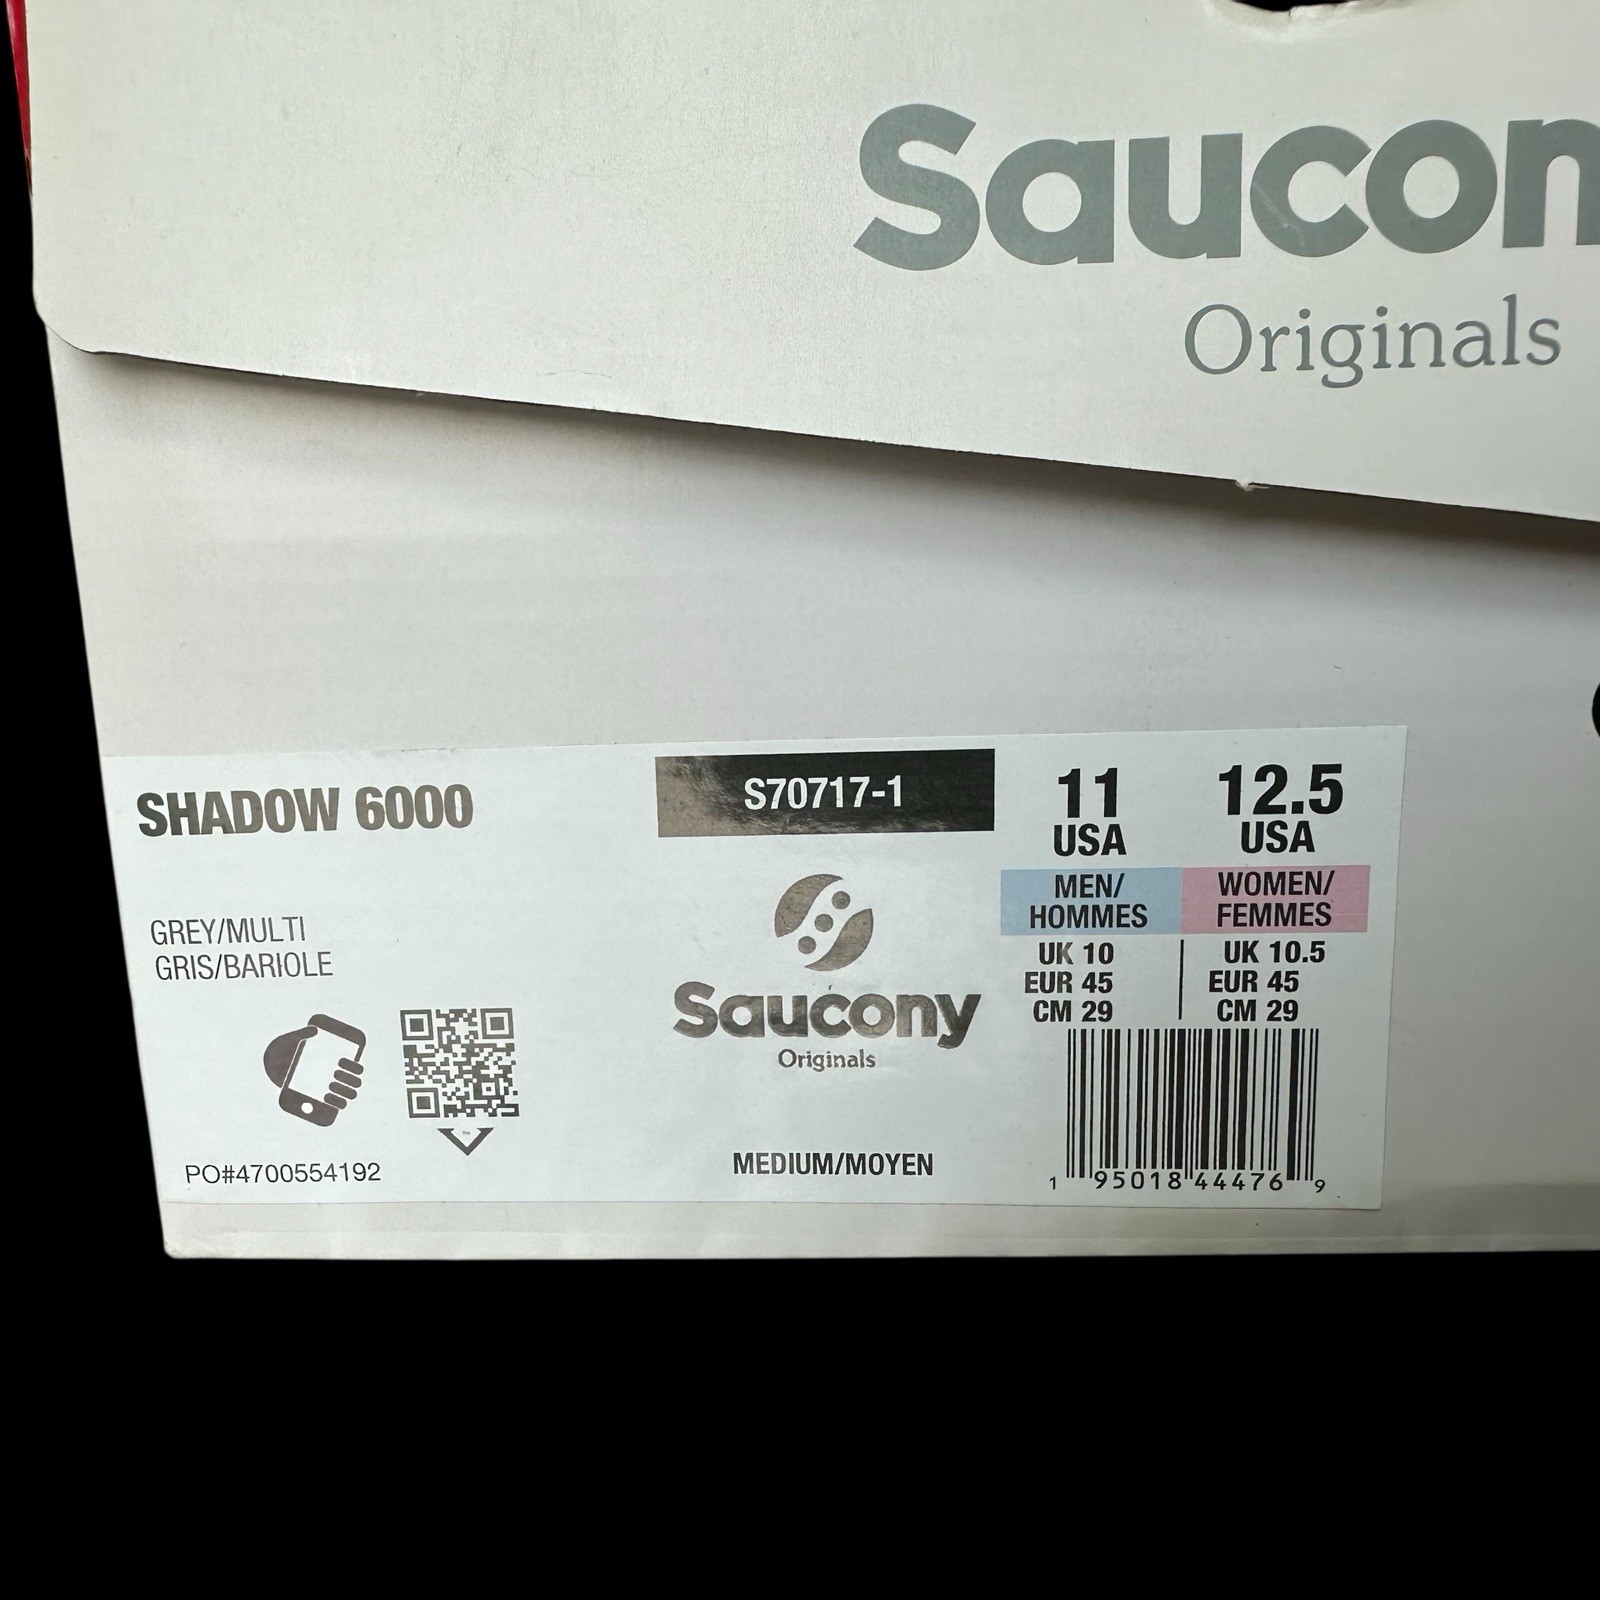 Saucon
Originals
SHADOW 6000
S70717-1
11
USA
12.5
USA
MEN/
HOMMES
WOMEN/
FEMMES
GREY/MULTI
GRIS/BARIOLE
UK 10
EUR 45
CM 29
UK 10.5
EUR 45
CM 29
Saucony
Originals
PO#4700554192
MEDIUM/MOYEN
1 95018 44476 9